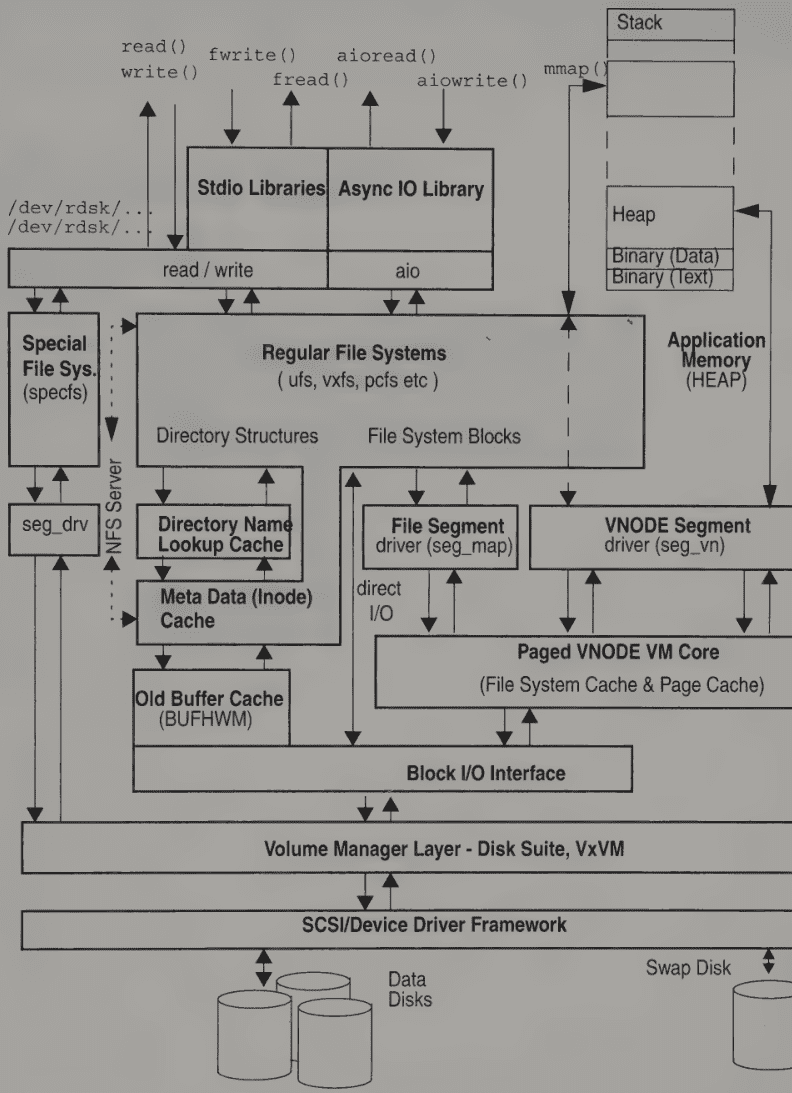 Stack
read()
fwrite()
aioread()
write()
fread()
aiowrite()
mmap()
Stdio Libraries
Async IO Library
/dev/rdsk/...
/dev/rdsk/...
Heap
Binary (Data)
Binary (Text)
read / write
aio
Special
File Sys.
(specfs)
Regular File Systems
( ufs, vxfs, pcfs etc )
Application
Memory
(HEAP)
Directory Structures
File System Blocks
NFS Server
seg_drv
Directory Name
Lookup Cache
File Segment
driver (seg_map)
VNODE Segment
driver (seg_vn)
Meta Data (Inode)
Cache
direct
I/O
Paged VNODE VM Core
(File System Cache & Page Cache)
Old Buffer Cache
(BUFHWM)
Block I/O Interface
Volume Manager Layer - Disk Suite, VxVM
SCSI/Device Driver Framework
Data
Disks
Swap Disk